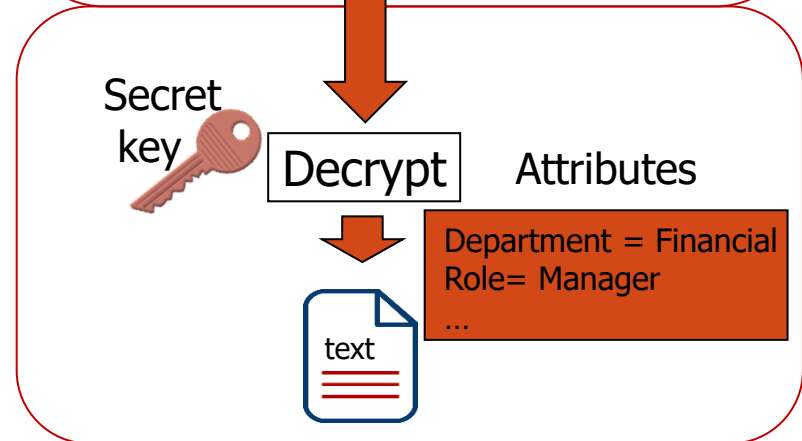 Secret
key
Decrypt
Attributes
Department = Financial
Role= Manager
...
text